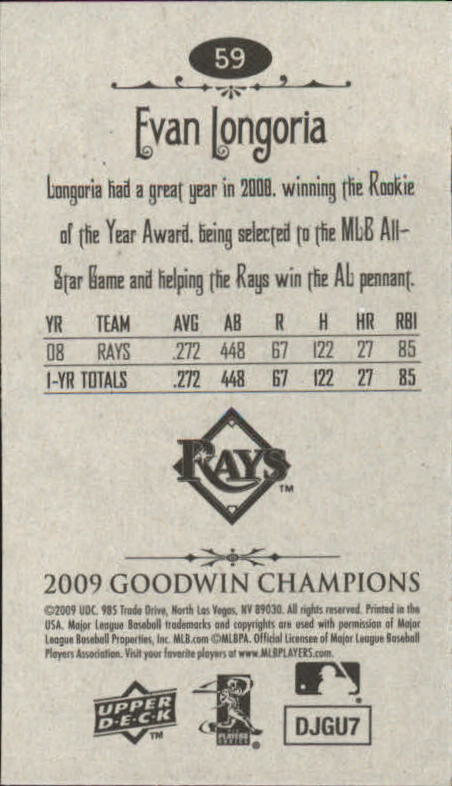 59
Evan Longoria
Longoria had a great year in 2008, winning the Rookie
of the Year Award, being selected to the MLB All-
Star Game and helping the Rays win the AL pennant.
YR TEAM AVG AB R H HR RBI
08 RAYS .272 448 67 122 27 85
1-YR TOTALS .272 448 67 122 27 85
RAYS TM
2009 GOODWIN CHAMPIONS
©2009 UDC. 985 Trade Drive, North Las Vegas, NV 89030. All rights reserved. Printed in the
USA. Major League Baseball trademarks and copyrights are used with permission of Major
League Baseball Properties, Inc. MLB.com ©MLBPA. Official Licensee of Major League Baseball
Players Association. Visit your favorite players at www.MLBPLAYERS.com.
UPPER
D·E·C·K
TM
PLAYERS
CHOICE
®
DJGU7